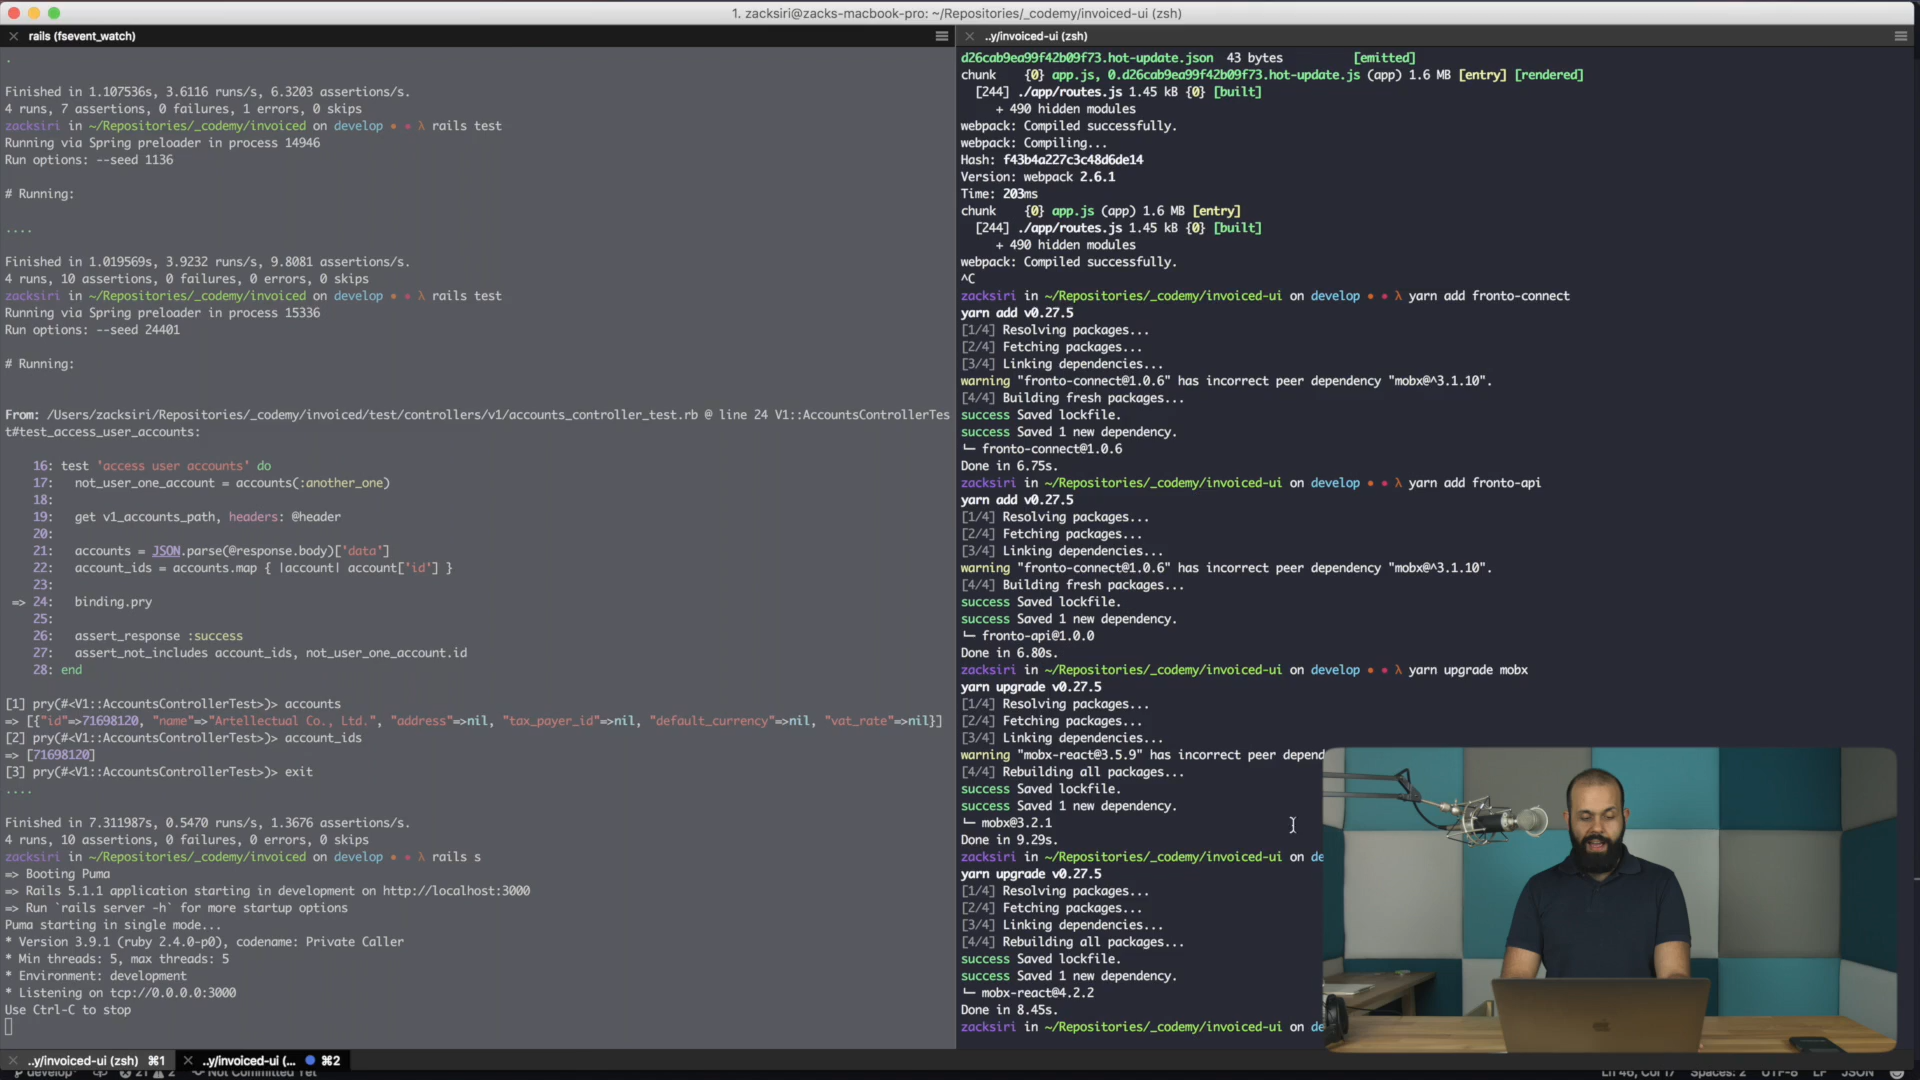 1. zacksiri@zacks-macbook-pro: ~/Repositories/_codemy/invoiced-ui (zsh)
rails (fsevent_watch)
.
Finished in 1.107536s, 3.6116 runs/s, 6.3203 assertions/s.
4 runs, 7 assertions, 0 failures, 1 errors, 0 skips
zacksiri in ~/Repositories/_codemy/invoiced on develop • • λ rails test
Running via Spring preloader in process 14946
Run options: --seed 1136
# Running:
....
Finished in 1.019569s, 3.9232 runs/s, 9.8081 assertions/s.
4 runs, 10 assertions, 0 failures, 0 errors, 0 skips
zacksiri in ~/Repositories/_codemy/invoiced on develop • • λ rails test
Running via Spring preloader in process 15336
Run options: --seed 24401
# Running:
From: /Users/zacksiri/Repositories/_codemy/invoiced/test/controllers/v1/accounts_controller_test.rb @ line 24 V1::AccountsControllerTes
t#test_access_user_accounts:
16: test 'access user accounts' do
17: not_user_one_account = accounts(:another_one)
18:
19: get v1_accounts_path, headers: @header
20:
21: accounts = JSON.parse(@response.body)['data']
22: account_ids = accounts.map { |account| account['id'] }
23:
=> 24: binding.pry
25:
26: assert_response :success
27: assert_not_includes account_ids, not_user_one_account.id
28: end
[1] pry(#<V1::AccountsControllerTest>)> accounts
=> [{"id"=>71698120, "name"=>"Artellectual Co., Ltd.", "address"=>nil, "tax_payer_id"=>nil, "default_currency"=>nil, "vat_rate"=>nil}]
[2] pry(#<V1::AccountsControllerTest>)> account_ids
=> [71698120]
[3] pry(#<V1::AccountsControllerTest>)> exit
....
Finished in 7.311987s, 0.5470 runs/s, 1.3676 assertions/s.
4 runs, 10 assertions, 0 failures, 0 errors, 0 skips
zacksiri in ~/Repositories/_codemy/invoiced on develop • • λ rails s
=> Booting Puma
=> Rails 5.1.1 application starting in development on http://localhost:3000
=> Run `rails server -h` for more startup options
Puma starting in single mode...
* Version 3.9.1 (ruby 2.4.0-p0), codename: Private Caller
* Min threads: 5, max threads: 5
* Environment: development
* Listening on tcp://0.0.0.0:3000
Use Ctrl-C to stop
..y/invoiced-ui (zsh)
d26cab9ea99f42b09f73.hot-update.json 43 bytes [emitted]
chunk {0} app.js, 0.d26cab9ea99f42b09f73.hot-update.js (app) 1.6 MB [entry] [rendered]
[244] ./app/routes.js 1.45 kB {0} [built]
+ 490 hidden modules
webpack: Compiled successfully.
webpack: Compiling...
Hash: f43b4a227c3c48d6de14
Version: webpack 2.6.1
Time: 203ms
chunk {0} app.js (app) 1.6 MB [entry]
[244] ./app/routes.js 1.45 kB {0} [built]
+ 490 hidden modules
webpack: Compiled successfully.
^C
zacksiri in ~/Repositories/_codemy/invoiced-ui on develop • • λ yarn add fronto-connect
yarn add v0.27.5
[1/4] Resolving packages...
[2/4] Fetching packages...
[3/4] Linking dependencies...
warning "fronto-connect@1.0.6" has incorrect peer dependency "mobx@^3.1.10".
[4/4] Building fresh packages...
success Saved lockfile.
success Saved 1 new dependency.
└─ fronto-connect@1.0.6
Done in 6.75s.
zacksiri in ~/Repositories/_codemy/invoiced-ui on develop • • λ yarn add fronto-api
yarn add v0.27.5
[1/4] Resolving packages...
[2/4] Fetching packages...
[3/4] Linking dependencies...
warning "fronto-connect@1.0.6" has incorrect peer dependency "mobx@^3.1.10".
[4/4] Building fresh packages...
success Saved lockfile.
success Saved 1 new dependency.
└─ fronto-api@1.0.0
Done in 6.80s.
zacksiri in ~/Repositories/_codemy/invoiced-ui on develop • • λ yarn upgrade mobx
yarn upgrade v0.27.5
[1/4] Resolving packages...
[2/4] Fetching packages...
[3/4] Linking dependencies...
warning "mobx-react@3.5.9" has incorrect peer depend
[4/4] Rebuilding all packages...
success Saved lockfile.
success Saved 1 new dependency.
└─ mobx@3.2.1
Done in 9.29s.
zacksiri in ~/Repositories/_codemy/invoiced-ui on de
yarn upgrade v0.27.5
[1/4] Resolving packages...
[2/4] Fetching packages...
[3/4] Linking dependencies...
[4/4] Rebuilding all packages...
success Saved lockfile.
success Saved 1 new dependency.
└─ mobx-react@4.2.2
Done in 8.45s.
zacksiri in ~/Repositories/_codemy/invoiced-ui on de
..y/invoiced-ui (zsh) ⌘1 ..y/invoiced-ui (... ⌘2
develop* 21 2 Not Committed Yet Ln 46, Col 17 Spaces: 2 UTF-8 LF JSON